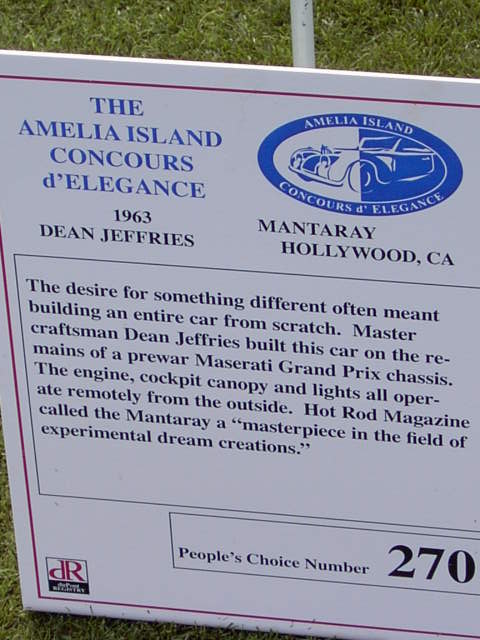 THE
AMELIA ISLAND
CONCOURS
d'ELEGANCE
AMELIA ISLAND
CONCOURS d' ELEGANCE
1963
DEAN JEFFRIES
MANTARAY
HOLLYWOOD, CA
The desire for something different often meant
building an entire car from scratch. Master
craftsman Dean Jeffries built this car on the re-
mains of a prewar Maserati Grand Prix chassis.
The engine, cockpit canopy and lights all oper-
ate remotely from the outside. Hot Rod Magazine
called the Mantaray a “masterpiece in the field of
experimental dream creations.”
People's Choice Number 270
dR
duPont
REGISTRY